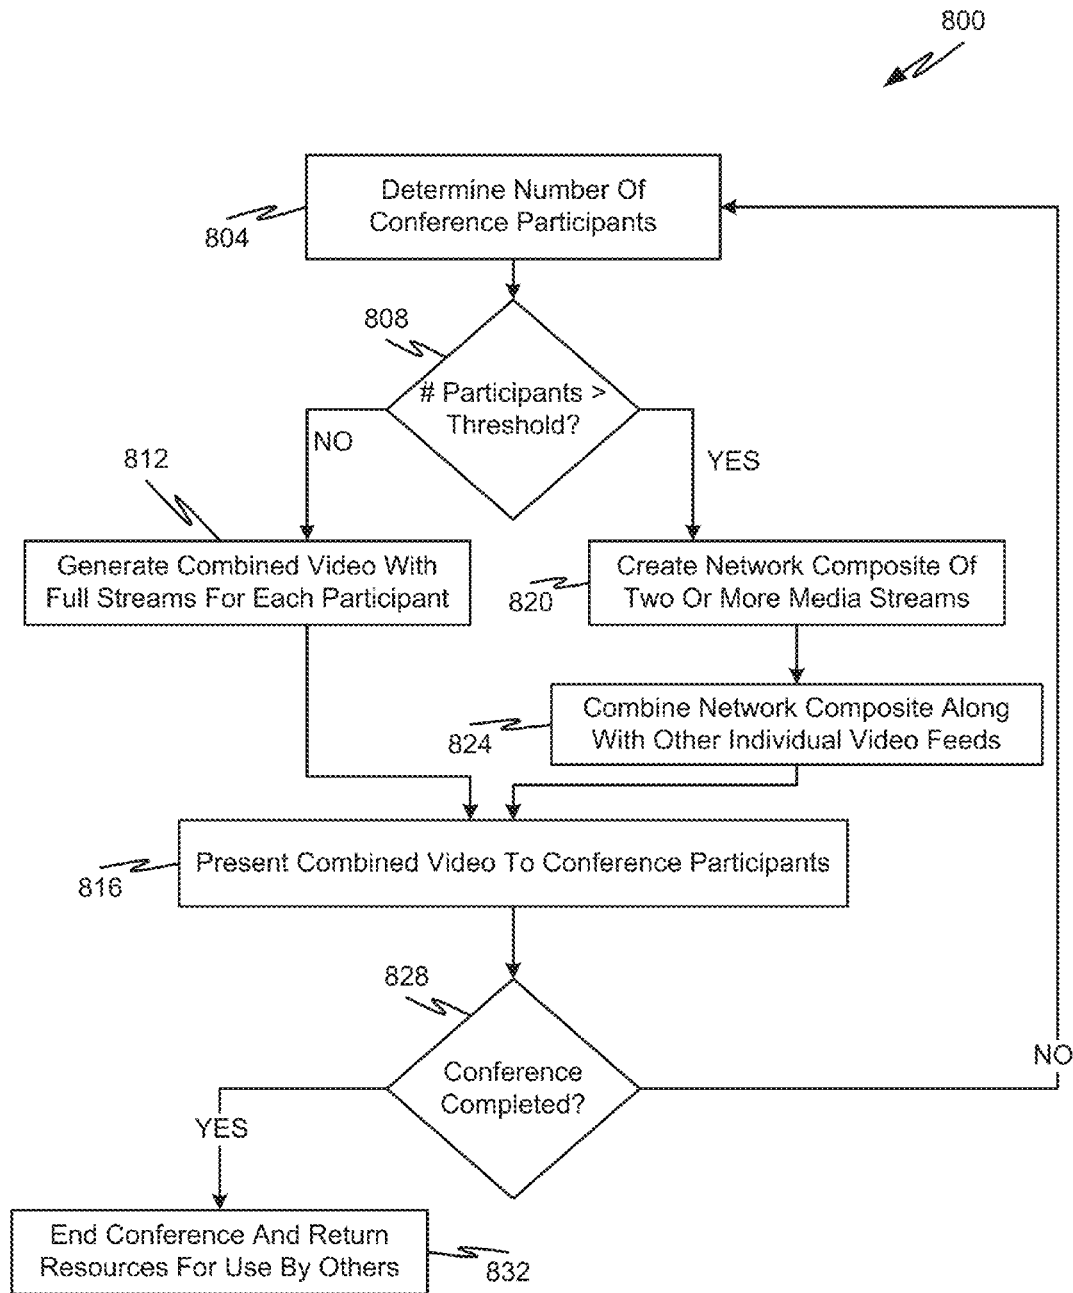 800
Determine Number Of
Conference Participants
804
808
# Participants >
Threshold?
NO
YES
812
Generate Combined Video With
Full Streams For Each Participant
Create Network Composite Of
Two Or More Media Streams
820
Combine Network Composite Along
With Other Individual Video Feeds
824
Present Combined Video To Conference Participants
816
828
Conference
Completed?
NO
YES
End Conference And Return
Resources For Use By Others
832